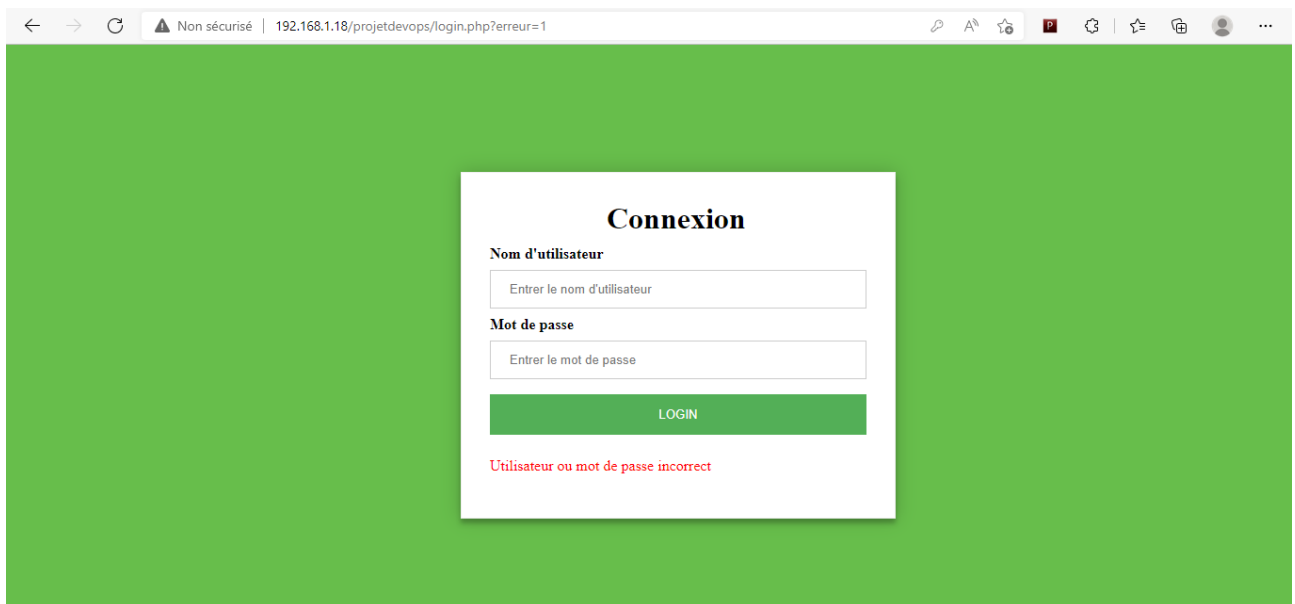 Non sécurisé | 192.168.1.18/projetdevops/login.php?erreur=1
Connexion
Nom d'utilisateur
Entrer le nom d'utilisateur
Mot de passe
Entrer le mot de passe
LOGIN
Utilisateur ou mot de passe incorrect